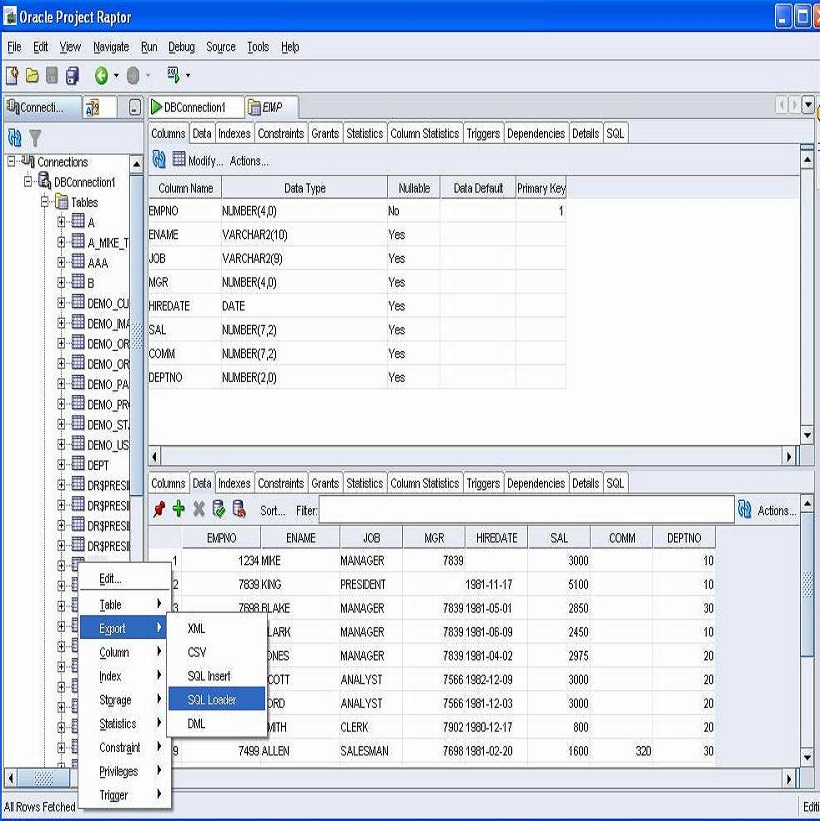 Oracle Project Raptor
File Edit View Navigate Run Debug Source Tools Help
Connecti...
DBConnection1
EMP
Connections
DBConnection1
Tables
A
A_MIKE_T
AAA
B
DEMO_CU
DEMO_IMA
DEMO_OR
DEMO_OR
DEMO_PA
DEMO_PR
DEMO_ST
DEMO_US
DEPT
DR$PRESI
DR$PRESI
DR$PRESI
DR$PRESI
Columns Data Indexes Constraints Grants Statistics Column Statistics Triggers Dependencies Details SQL
Modify... Actions...
Column Name Data Type Nullable Data Default Primary Key
EMPNO NUMBER(4,0) No 1
ENAME VARCHAR2(10) Yes
JOB VARCHAR2(9) Yes
MGR NUMBER(4,0) Yes
HIREDATE DATE Yes
SAL NUMBER(7,2) Yes
COMM NUMBER(7,2) Yes
DEPTNO NUMBER(2,0) Yes
Columns Data Indexes Constraints Grants Statistics Column Statistics Triggers Dependencies Details SQL
Sort... Filter: Actions...
EMPNO ENAME JOB MGR HIREDATE SAL COMM DEPTNO
1 1234 MIKE MANAGER 7839 3000 10
2 7839 KING PRESIDENT 1981-11-17 5100 10
3 7698 BLAKE MANAGER 7839 1981-05-01 2850 30
LARK MANAGER 7839 1981-06-09 2450 10
ONES MANAGER 7839 1981-04-02 2975 20
COTT ANALYST 7566 1982-12-09 3000 20
ORD ANALYST 7566 1981-12-03 3000 20
MITH CLERK 7902 1980-12-17 800 20
9 7499 ALLEN SALESMAN 7698 1981-02-20 1600 320 30
Edit...
Table
Export
Column
Index
Storage
Statistics
Constraint
Privileges
Trigger
XML
CSV
SQL Insert
SQL Loader
DML
All Rows Fetched
Editi